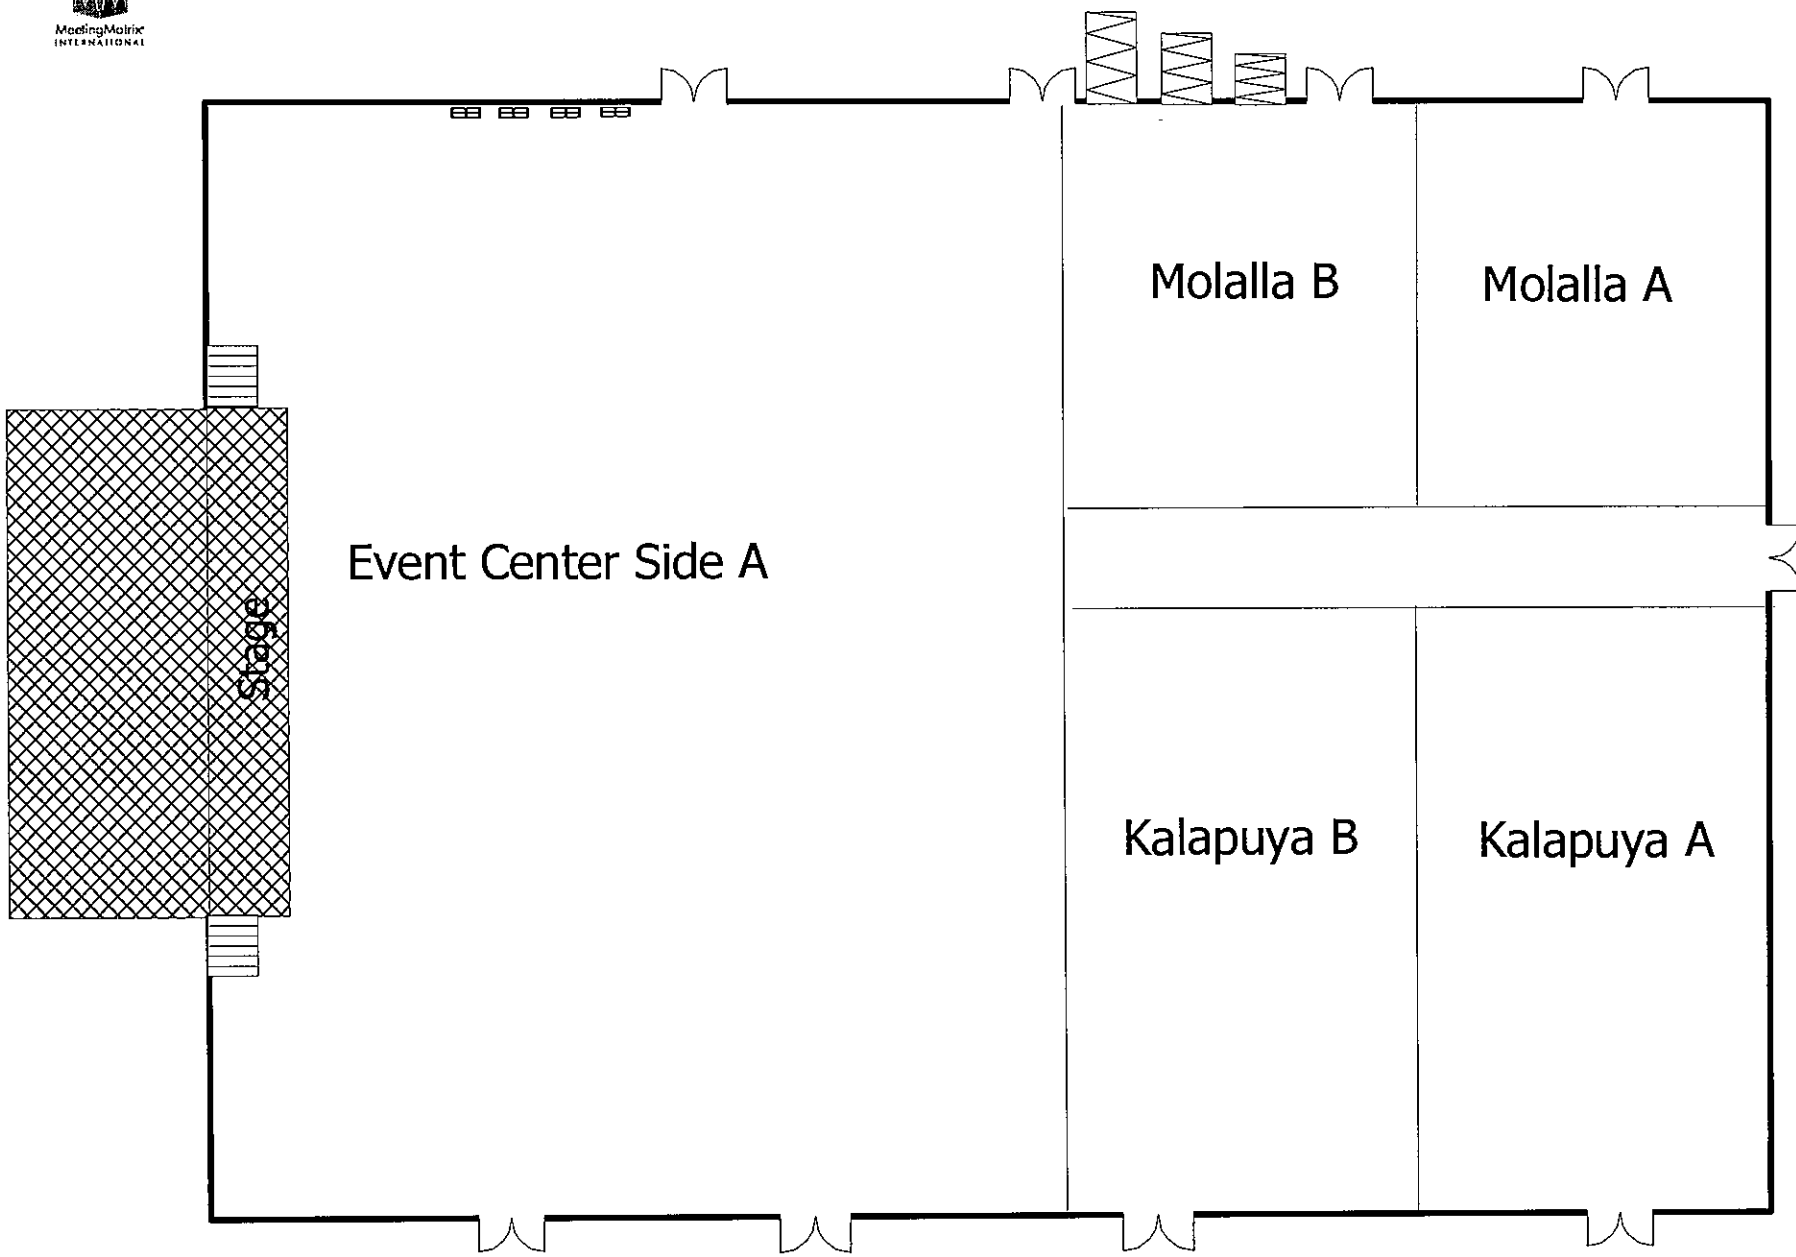 MeetingMatrix
INTERNATIONAL
Molalla B
Molalla A
Event Center Side A
Stage
Kalapuya B
Kalapuya A